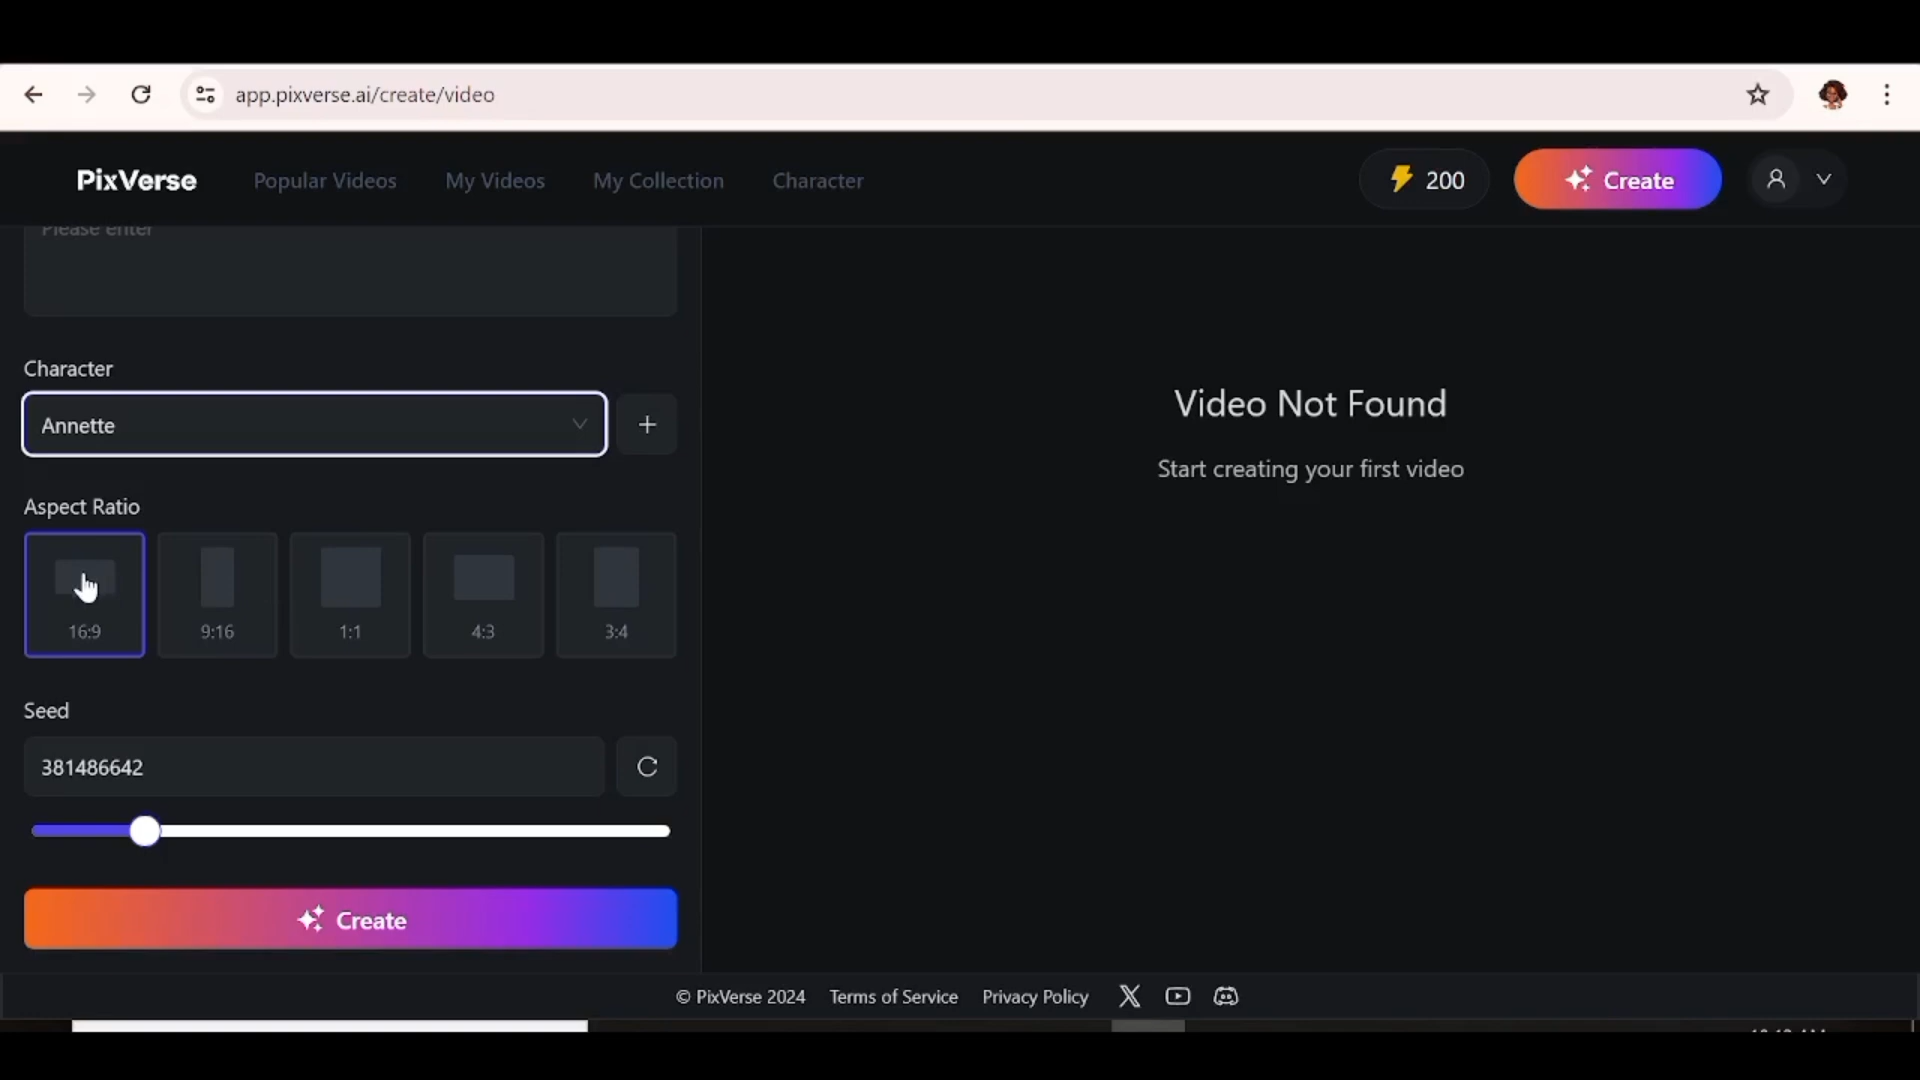 app.pixverse.ai/create/video
PixVerse
Popular Videos
My Videos
My Collection
Character
200
Create
Please enter
Character
Annette
Aspect Ratio
16:9
9:16
1:1
4:3
3:4
Seed
381486642
Create
Video Not Found
Start creating your first video
© PixVerse 2024
Terms of Service
Privacy Policy